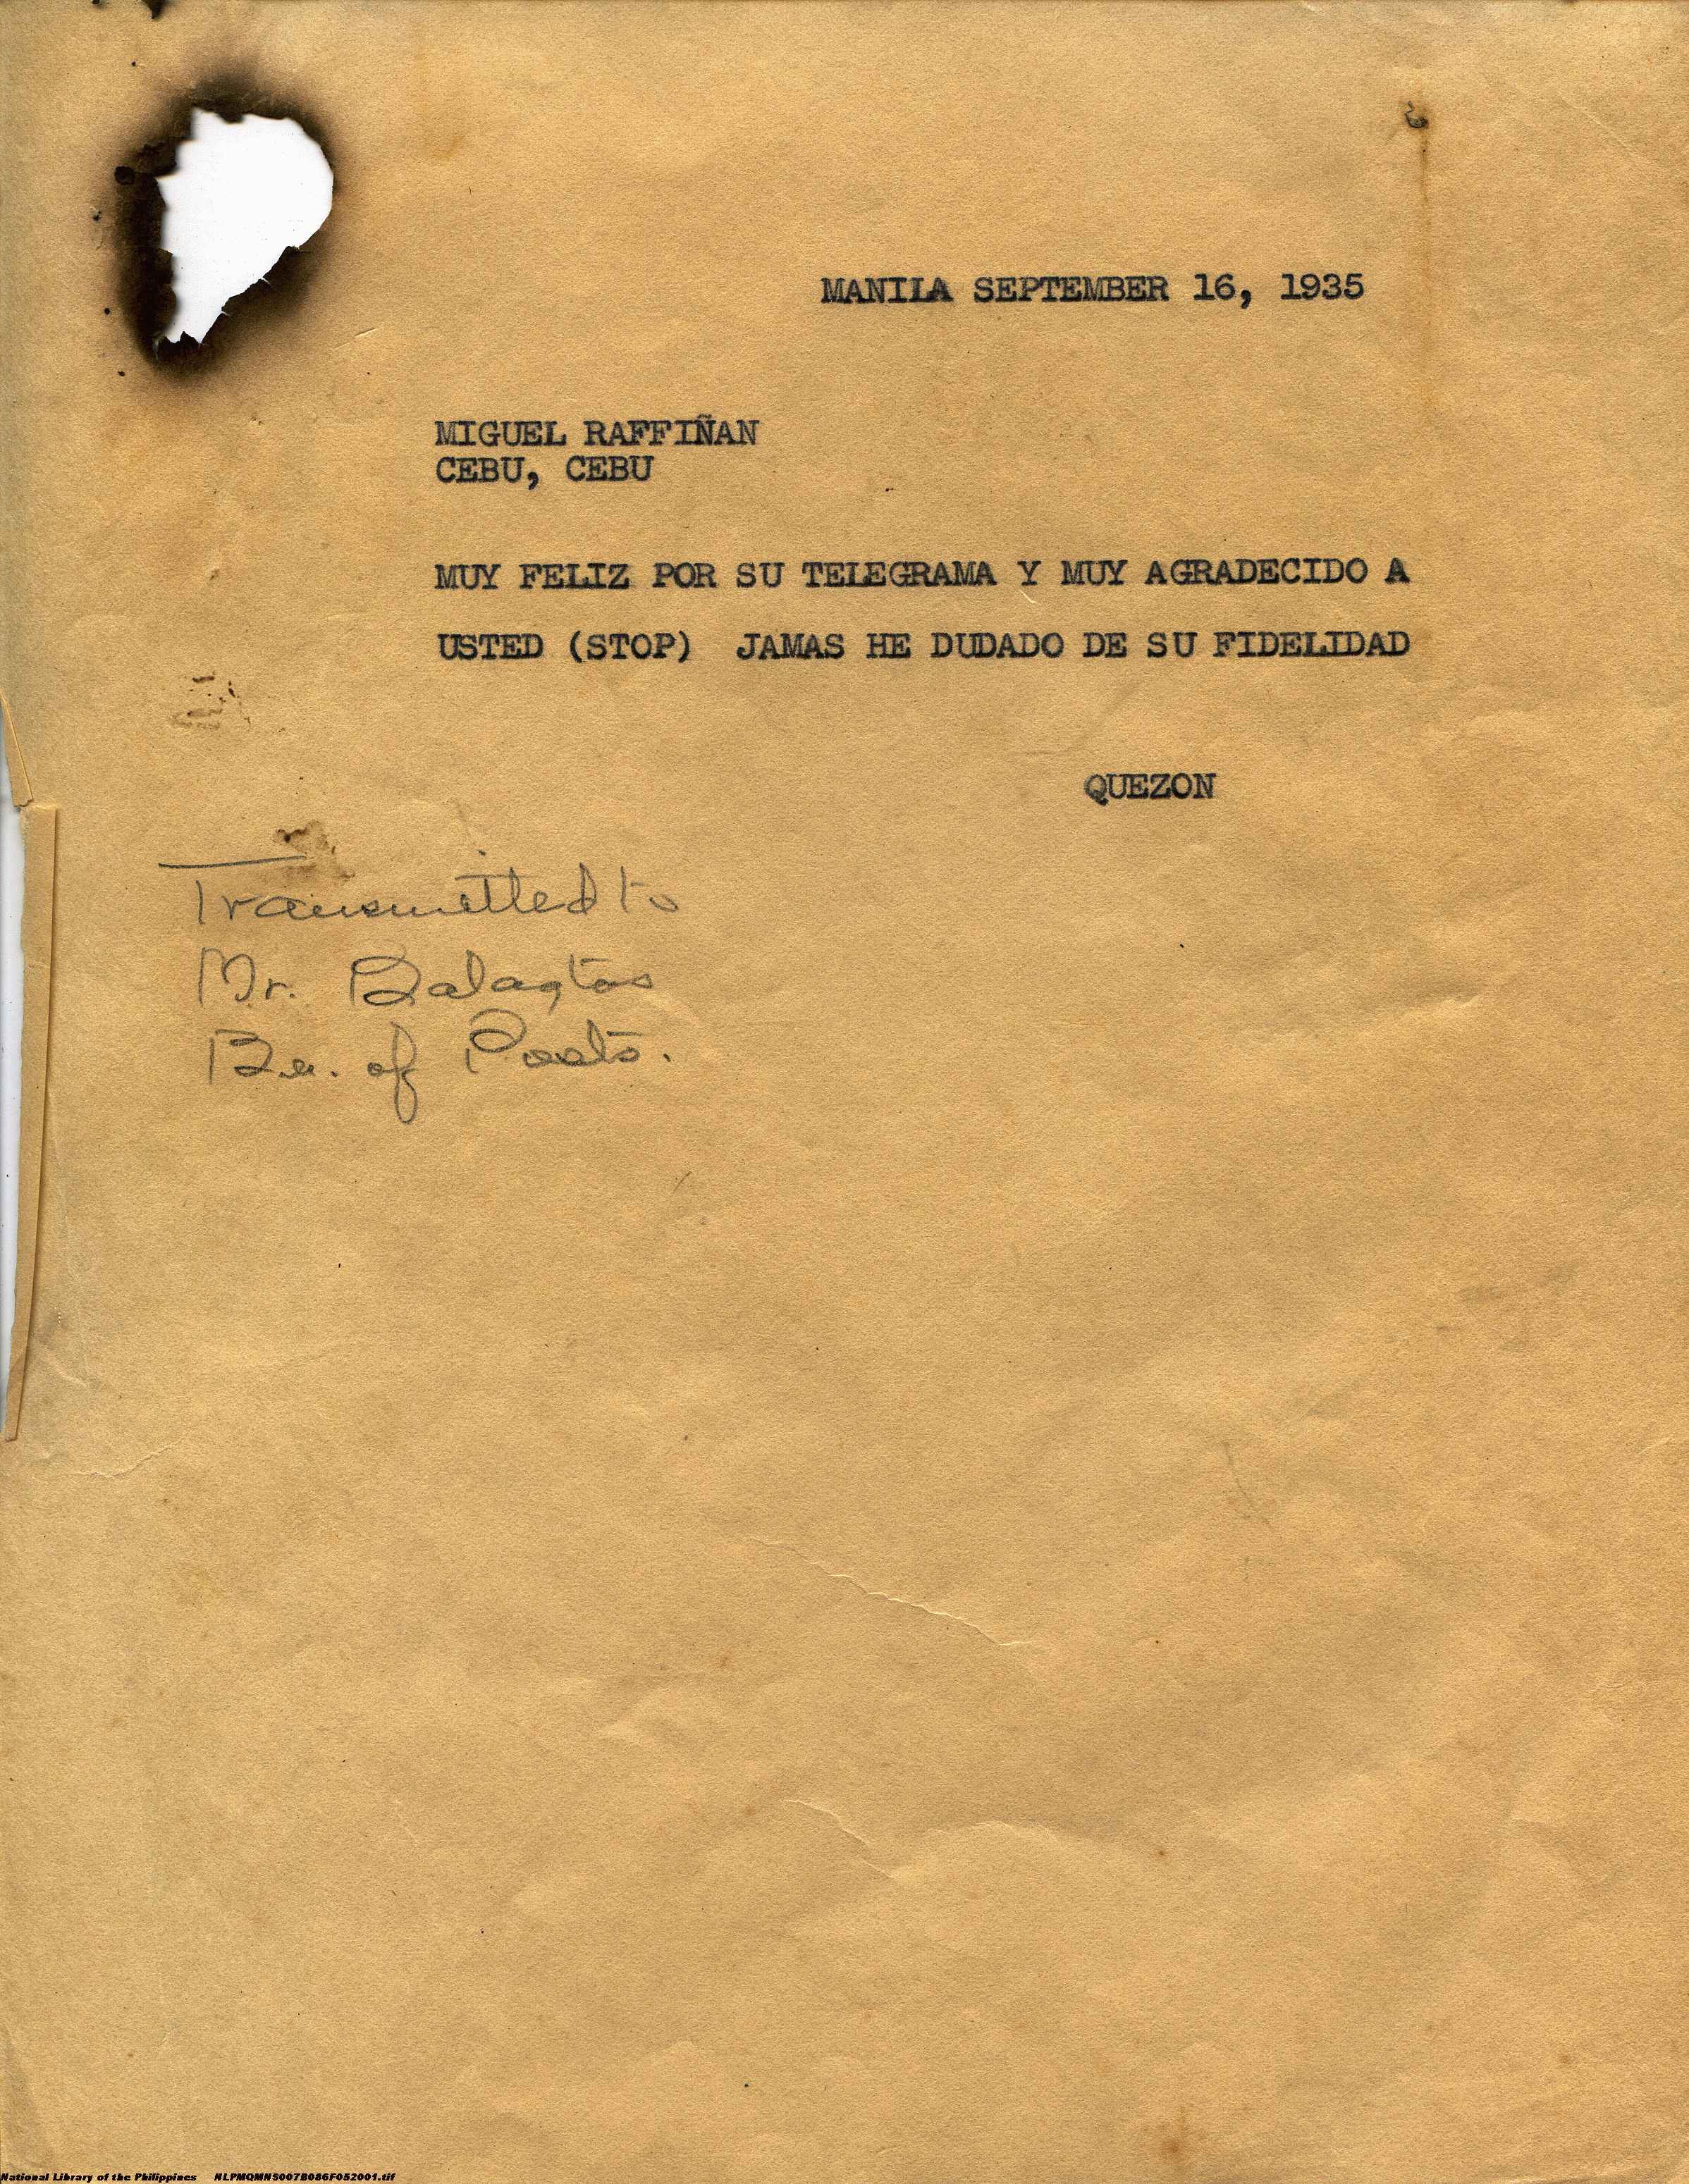 MANILA SEPTEMBER 16, 1935
MIGUEL RAFFIÑAN
CEBU, CEBU
MUY FELIZ POR SU TELEGRAMA Y MUY AGRADECIDO A
USTED (STOP) JAMAS HE DUDADO DE SU FIDELIDAD
QUEZON
Transmitted to
Mr. Balagtas
Bu. of Posts.
National Library of the Philippines NLPMQMNS007B086F052001.tif